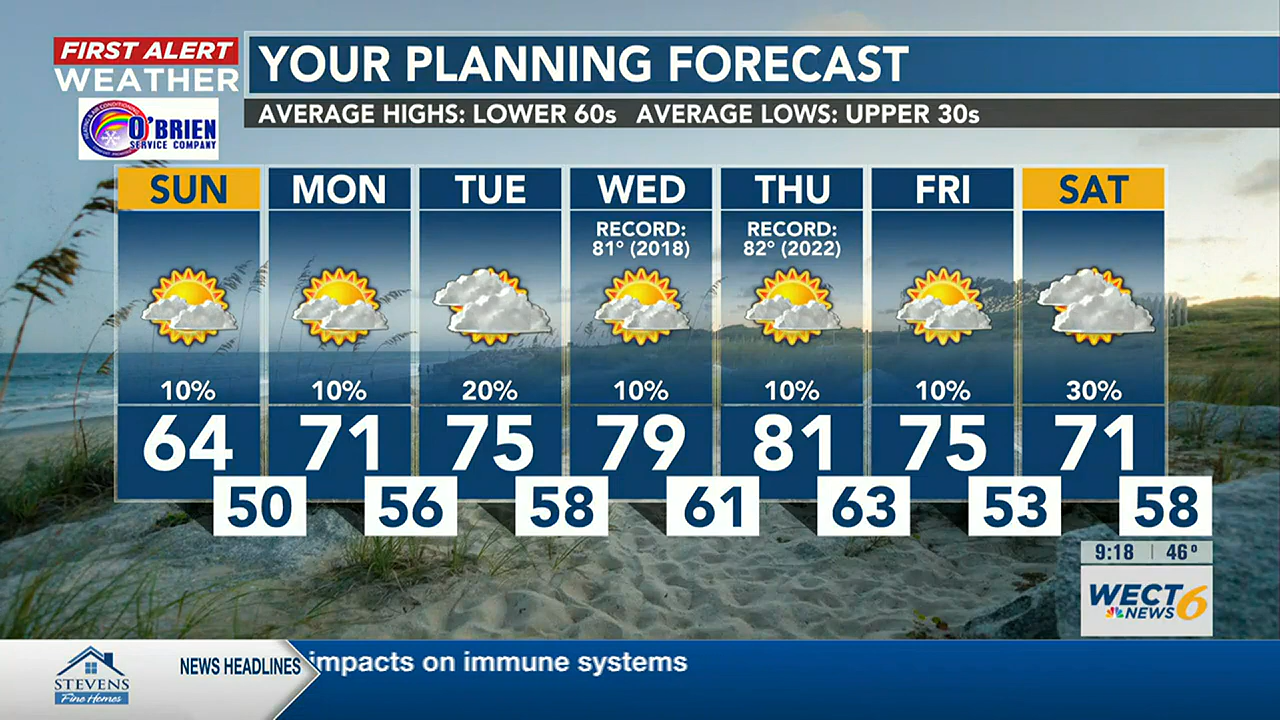 FIRST ALERT
WEATHER
O'BRIEN
SERVICE COMPANY
YOUR PLANNING FORECAST
AVERAGE HIGHS: LOWER 60s AVERAGE LOWS: UPPER 30s
SUN MON TUE WED THU FRI SAT
RECORD: RECORD:
81° (2018) 82° (2022)
10% 10% 20% 10% 10% 10% 30%
64 71 75 79 81 75 71
50 56 58 61 63 53 58
9:18 46°
WECT 6
NEWS
STEVENS
Fine Homes
NEWS HEADLINES
impacts on immune systems